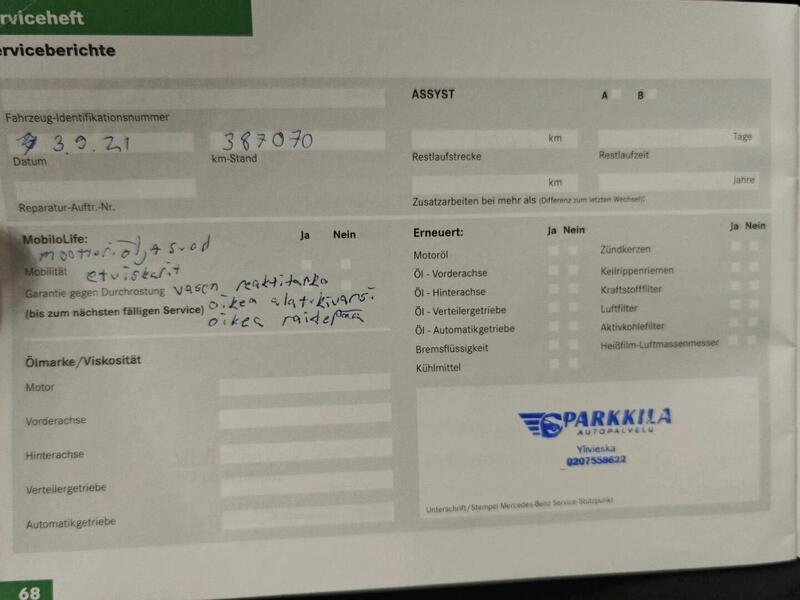 rviceheft
erviceberichte
Fahrzeug-Identifikationsnummer
3.9.21
Datum
387070
km-Stand
Reparatur-Auftr.-Nr.
ASSYST
A B
km
Restlaufstrecke
Tage
Restlaufzeit
km
Jahre
Zusatzarbeiten bei mehr als (Differenz zum letzten Wechsel):
MobiloLife:
Ja Nein
moottoriöljy + suod
Mobilität
etuiskarit
Garantie gegen Durchrostung
vasen reaktitanko
(bis zum nächsten fälligen Service)
oikea alatukivarsi
oikea raidepää
Erneuert:
Ja Nein
Ja Nein
Motoröl
Öl - Vorderachse
Öl - Hinterachse
Öl - Verteilergetriebe
Öl - Automatikgetriebe
Bremsflüssigkeit
Kühlmittel
Zündkerzen
Keilrippenriemen
Kraftstofffilter
Luftfilter
Aktivkohlefilter
Heißfilm-Luftmassenmesser
Ölmarke/Viskosität
Motor
Vorderachse
Hinterachse
Verteilergetriebe
Automatikgetriebe
PARKKILA
AUTOPALVELU
Ylivieska
0207558622
Unterschrift/Stempel Mercedes-Benz Service-Stützpunkt
68